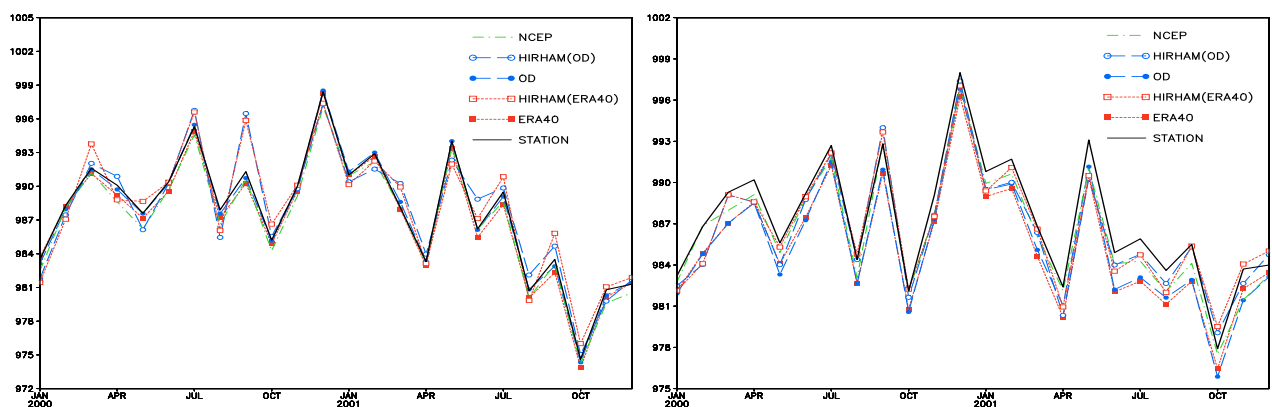 1005
1002
999
996
993
990
987
984
981
978
975
972
JAN
2000
APR
JUL
OCT
JAN
2001
APR
JUL
OCT
NCEP
HIRHAM(OD)
OD
HIRHAM(ERA40)
ERA40
STATION
1002
999
996
993
990
987
984
981
978
975
JAN
2000
APR
JUL
OCT
JAN
2001
APR
JUL
OCT
NCEP
HIRHAM(OD)
OD
HIRHAM(ERA40)
ERA40
STATION